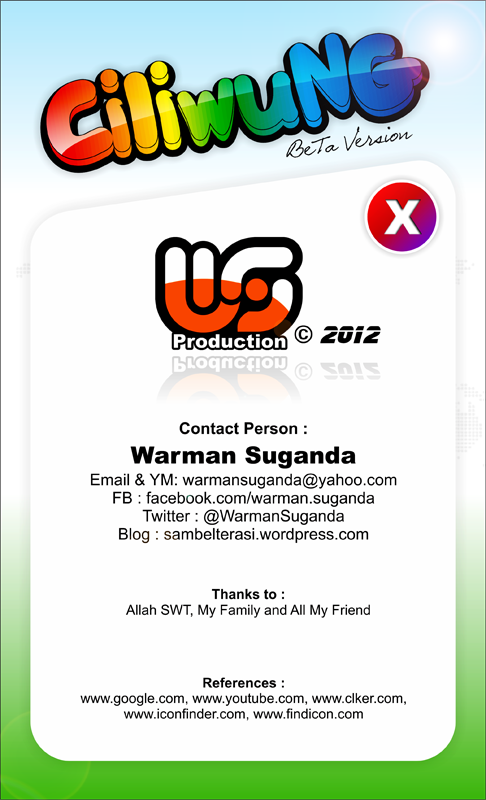 CiliwuNG
BeTa Version
X
US
Production © 2012
Contact Person :
Warman Suganda
Email & YM: warmansuganda@yahoo.com
FB : facebook.com/warman.suganda
Twitter : @WarmanSuganda
Blog : sambelterasi.wordpress.com
Thanks to :
Allah SWT, My Family and All My Friend
References :
www.google.com, www.youtube.com, www.clker.com,
www.iconfinder.com, www.findicon.com